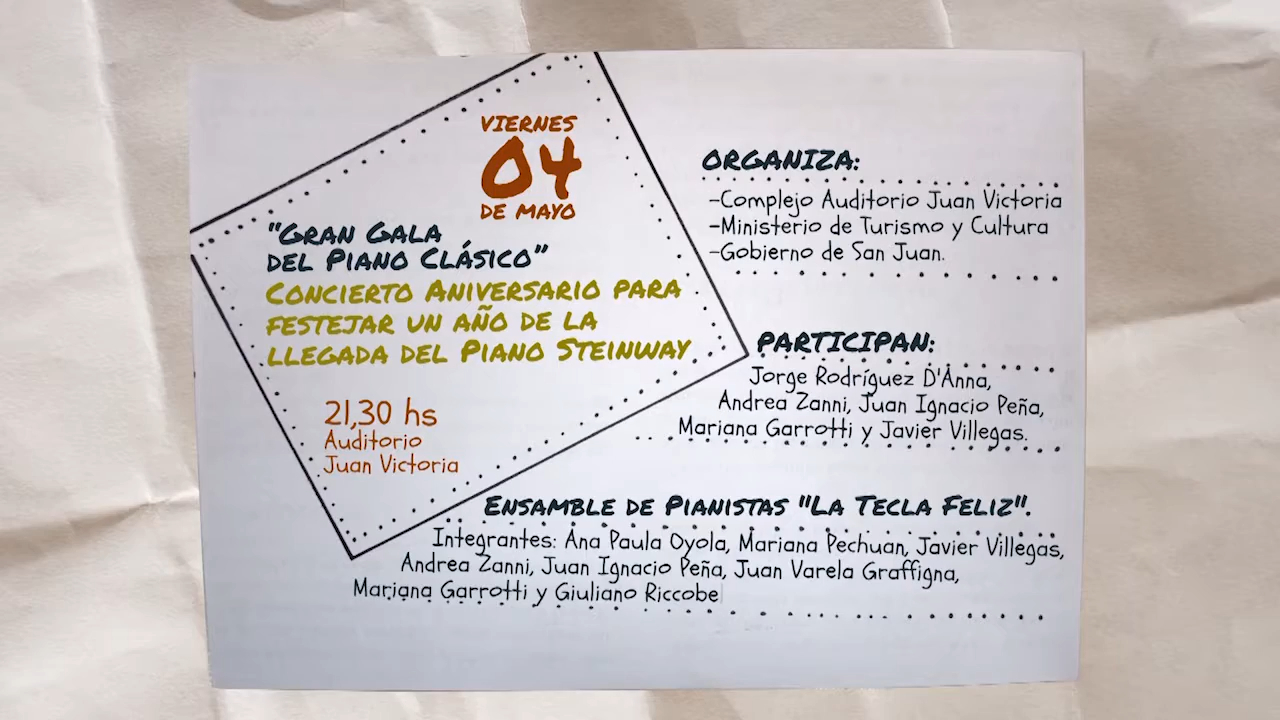 VIERNES
04
DE MAYO
"GRAN GALA
DEL PIANO CLÁSICO"
CONCIERTO ANIVERSARIO PARA
FESTEJAR UN AÑO DE LA
LLEGADA DEL PIANO STEINWAY
21,30 hs
Auditorio
Juan Victoria
ORGANIZA:
-Complejo Auditorio Juan Victoria
-Ministerio de Turismo y Cultura
-Gobierno de San Juan.
PARTICIPAN:
Jorge Rodríguez D'Anna,
Andrea Zanni, Juan Ignacio Peña,
Mariana Garrotti y Javier Villegas.
ENSAMBLE DE PIANISTAS "LA TECLA FELIZ".
Integrantes: Ana Paula Oyola, Mariana Pechuan, Javier Villegas,
Andrea Zanni, Juan Ignacio Peña, Juan Varela Graffigna,
Mariana Garrotti y Giuliano Riccobe